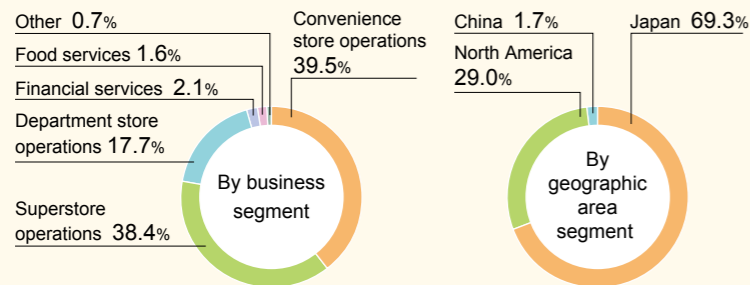 Other 0.7%
Food services 1.6%
Financial services 2.1%
Department store
operations 17.7%
Superstore
operations 38.4%
Convenience
store operations
39.5%
By business
segment
China 1.7%
North America
29.0%
Japan 69.3%
By
geographic
area
segment